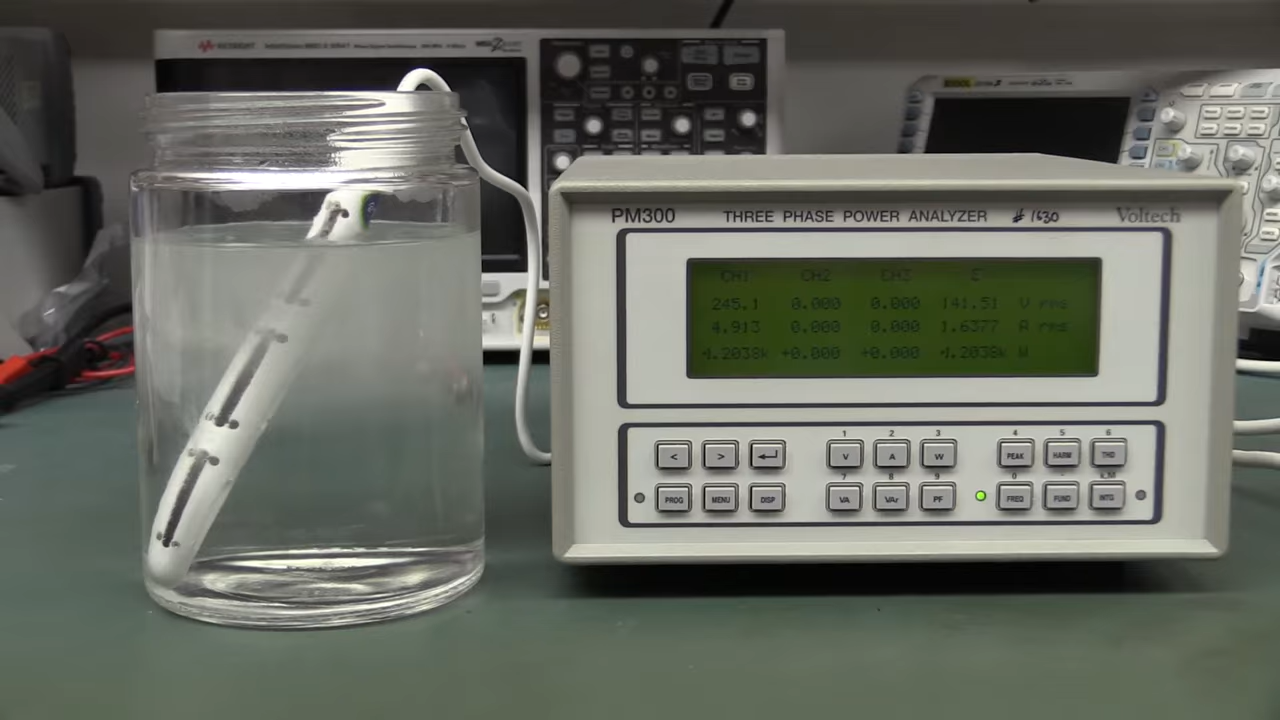 KEYSIGHT
RIGOL
PM300 THREE PHASE POWER ANALYZER #1630 Voltech
CH1 CH2 CH3 Σ
245.1 0.000 0.000 141.51 V rms
4.913 0.000 0.000 1.6377 A rms
1.2038k +0.000 +0.000 1.2038k W
1 2 3 4 5 6
< > V A W PEAK HARM THD
7 8 9 0
PROG MENU DISP VA VAr PF FREQ FUND INTG